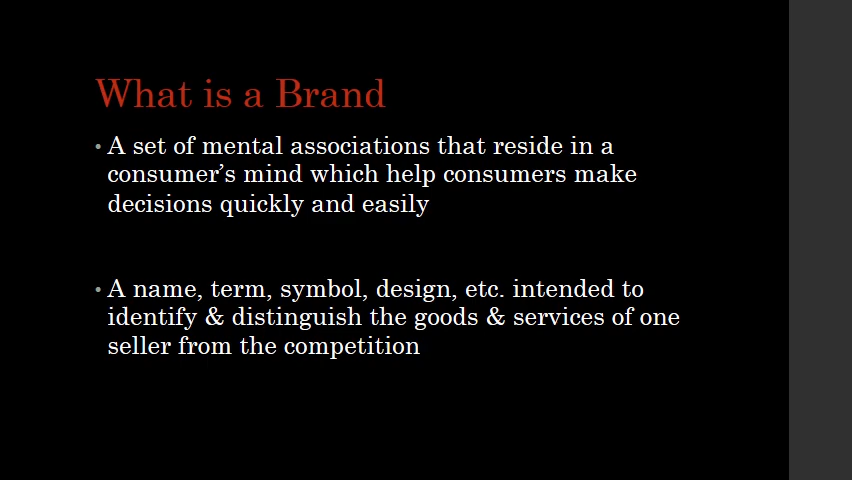 What is a Brand
• A set of mental associations that reside in a
consumer’s mind which help consumers make
decisions quickly and easily
• A name, term, symbol, design, etc. intended to
identify & distinguish the goods & services of one
seller from the competition